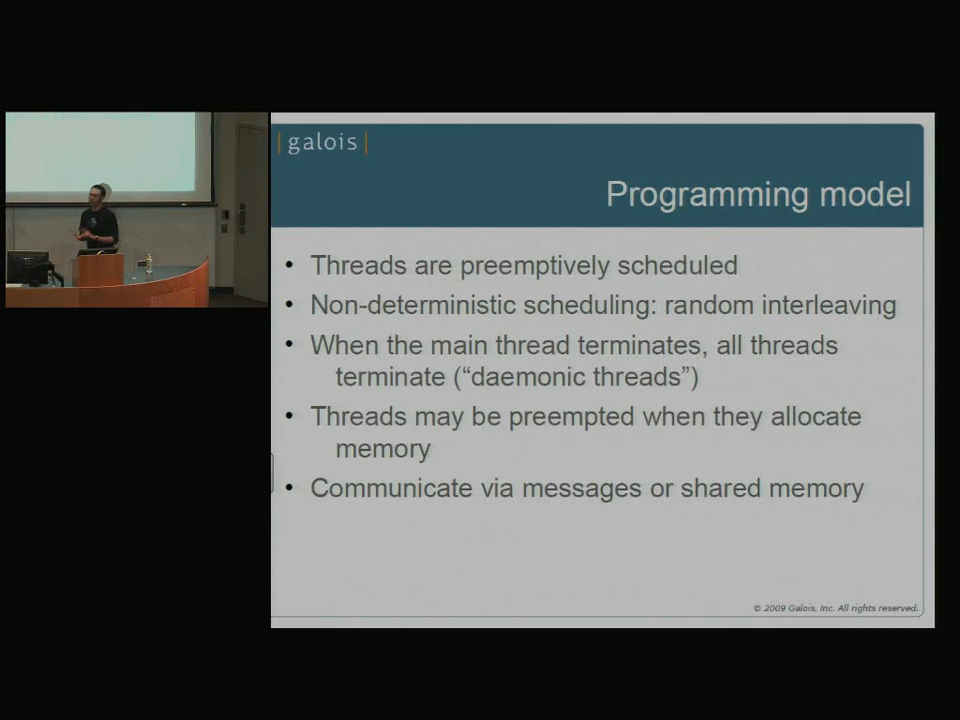 |galois|
Programming model
• Threads are preemptively scheduled
• Non-deterministic scheduling: random interleaving
• When the main thread terminates, all threads
terminate (“daemonic threads”)
• Threads may be preempted when they allocate
memory
• Communicate via messages or shared memory
© 2009 Galois, Inc. All rights reserved.